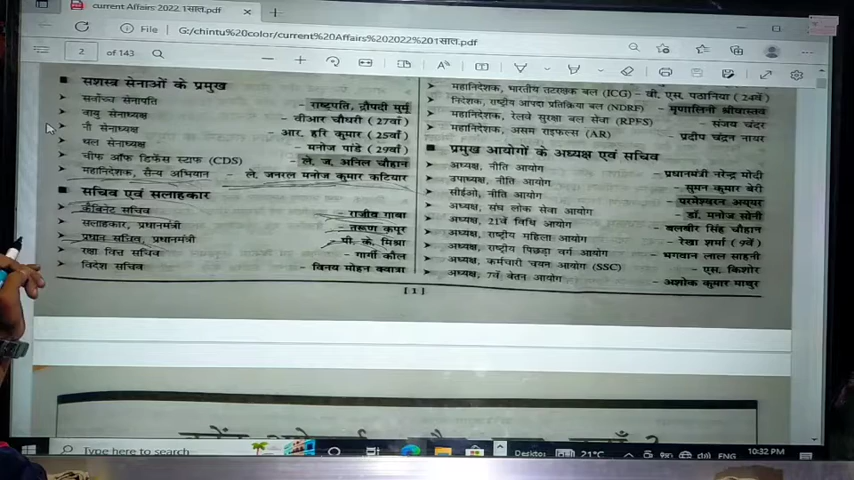 current Affairs 2022 1साल.pdf
File G:/chintu%20color/current%20Affairs%202022%201साल.pdf
2 of 143
सशस्त्र सेनाओं के प्रमुख
सर्वोच्च सेनापति - राष्ट्रपति, द्रौपदी मुर्मू
वायु सेनाध्यक्ष - वीआर चौधरी (27वां)
नौ सेनाध्यक्ष - आर. हरि कुमार (25वां)
थल सेनाध्यक्ष - मनोज पांडे (29वां)
चीफ ऑफ डिफेंस स्टाफ (CDS) - ले. ज. अनिल चौहान
महानिदेशक, सैन्य अभियान - ले. जनरल मनोज कुमार कटियार
सचिव एवं सलाहकार
कैबिनेट सचिव - राजीव गाबा
सलाहकार, प्रधानमंत्री - तरूण कपूर
प्रधान सचिव, प्रधानमंत्री - पी. के. मिश्रा
रक्षा वित्त सचिव - गार्गी कौल
विदेश सचिव - विनय मोहन क्वात्रा
महानिदेशक, भारतीय तटरक्षक बल (ICG) - वी. एस. पठानिया (24वें)
निदेशक, राष्ट्रीय आपदा प्रतिक्रिया बल (NDRF) - मृणालिनी श्रीवास्तव
महानिदेशक, रेलवे सुरक्षा बल सेवा (RPFS) - संजय चंदर
महानिदेशक, असम राइफल्स (AR) - प्रदीप चंद्रन नायर
प्रमुख आयोगों के अध्यक्ष एवं सचिव
अध्यक्ष, नीति आयोग - प्रधानमंत्री नरेन्द्र मोदी
उपाध्यक्ष, नीति आयोग - सुमन कुमार बेरी
सीईओ, नीति आयोग - परमेश्वरन अय्यर
अध्यक्ष, संघ लोक सेवा आयोग - डॉ. मनोज सोनी
अध्यक्ष, 21वें विधि आयोग - बलबीर सिंह चौहान
अध्यक्ष, राष्ट्रीय महिला आयोग - रेखा शर्मा (9वें)
अध्यक्ष, राष्ट्रीय पिछड़ा वर्ग आयोग - भगवान लाल साहनी
अध्यक्ष, कर्मचारी चयन आयोग (SSC) - एस. किशोर
अध्यक्ष, 7वें वेतन आयोग - अशोक कुमार माथुर
[1]
Type here to search
Desktop
21°C
ENG
10:32 PM